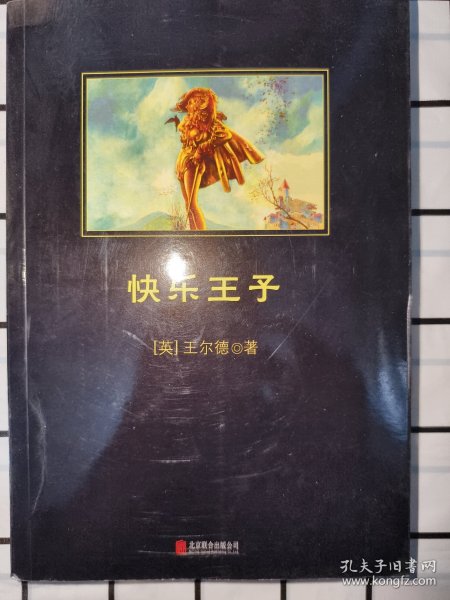 快乐王子
[英] 王尔德◎著
北京联合出版公司
孔夫子旧书网
www.kongfz.com